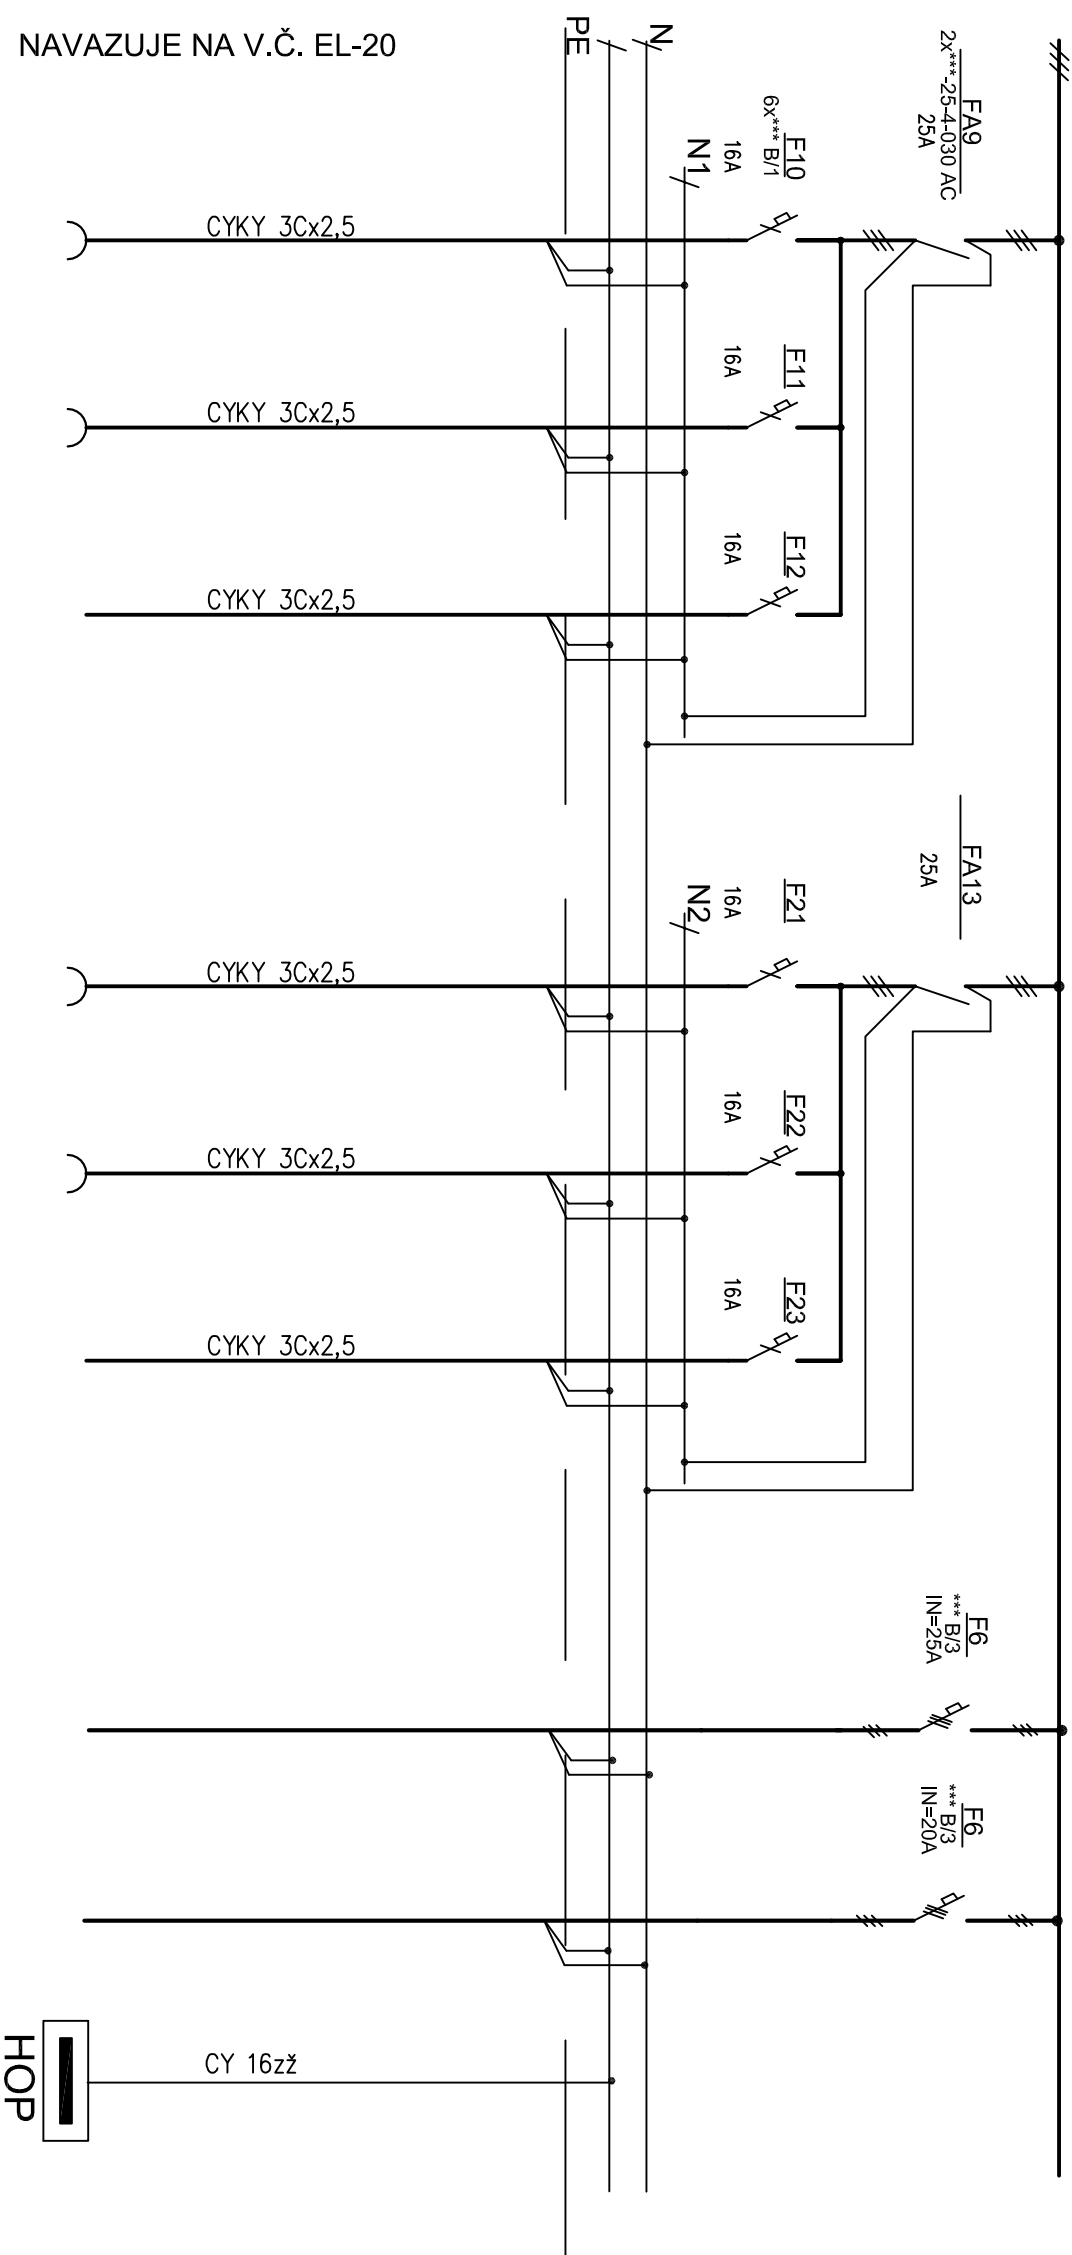 NAVAZUJE NA V.Č. EL-20
PE
N
FA9
2x***-25-4-030 AC
25A
F10
6x*** B/1
16A
N1
CYKY 3Cx2,5
F11
16A
CYKY 3Cx2,5
F12
16A
CYKY 3Cx2,5
FA13
25A
F21
16A
N2
CYKY 3Cx2,5
F22
16A
CYKY 3Cx2,5
F23
16A
CYKY 3Cx2,5
F6
*** B/3
IN=25A
F6
*** B/3
IN=20A
CY 16zž
HOP